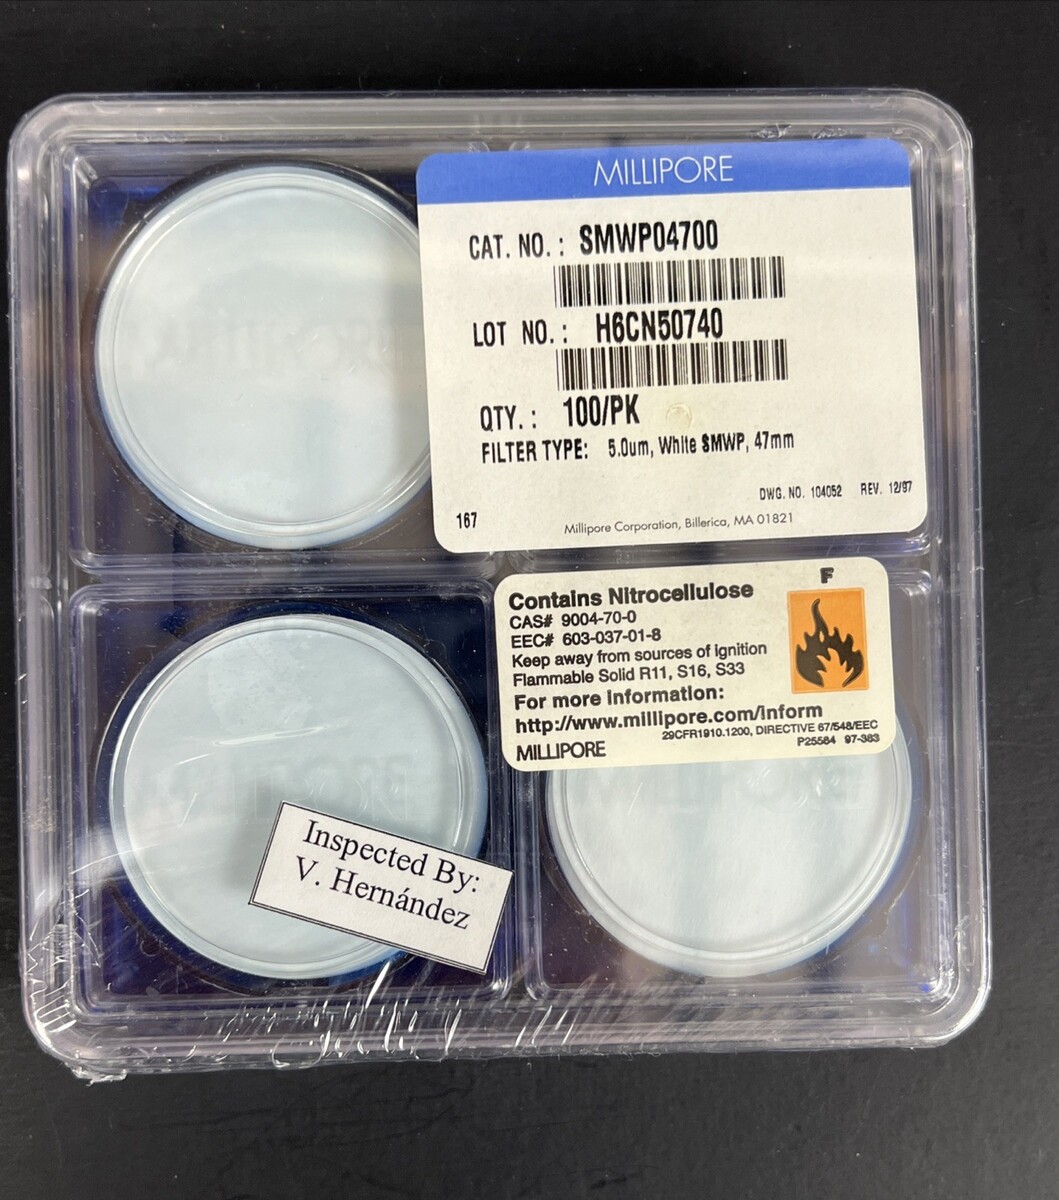 MILLIPORE
CAT. NO. : SMWP04700
LOT NO. : H6CN50740
QTY. : 100/PK
FILTER TYPE: 5.0um, White SMWP, 47mm
DWG. NO. 104052 REV. 12/97
167
Millipore Corporation, Billerica, MA 01821
F
Contains Nitrocellulose
CAS# 9004-70-0
EEC# 603-037-01-8
Keep away from sources of ignition
Flammable Solid R11, S16, S33
For more information:
http://www.millipore.com/inform
29CFR1910.1200, DIRECTIVE 67/548/EEC
MILLIPORE
P25584 97-383
Inspected By:
V. Hernández